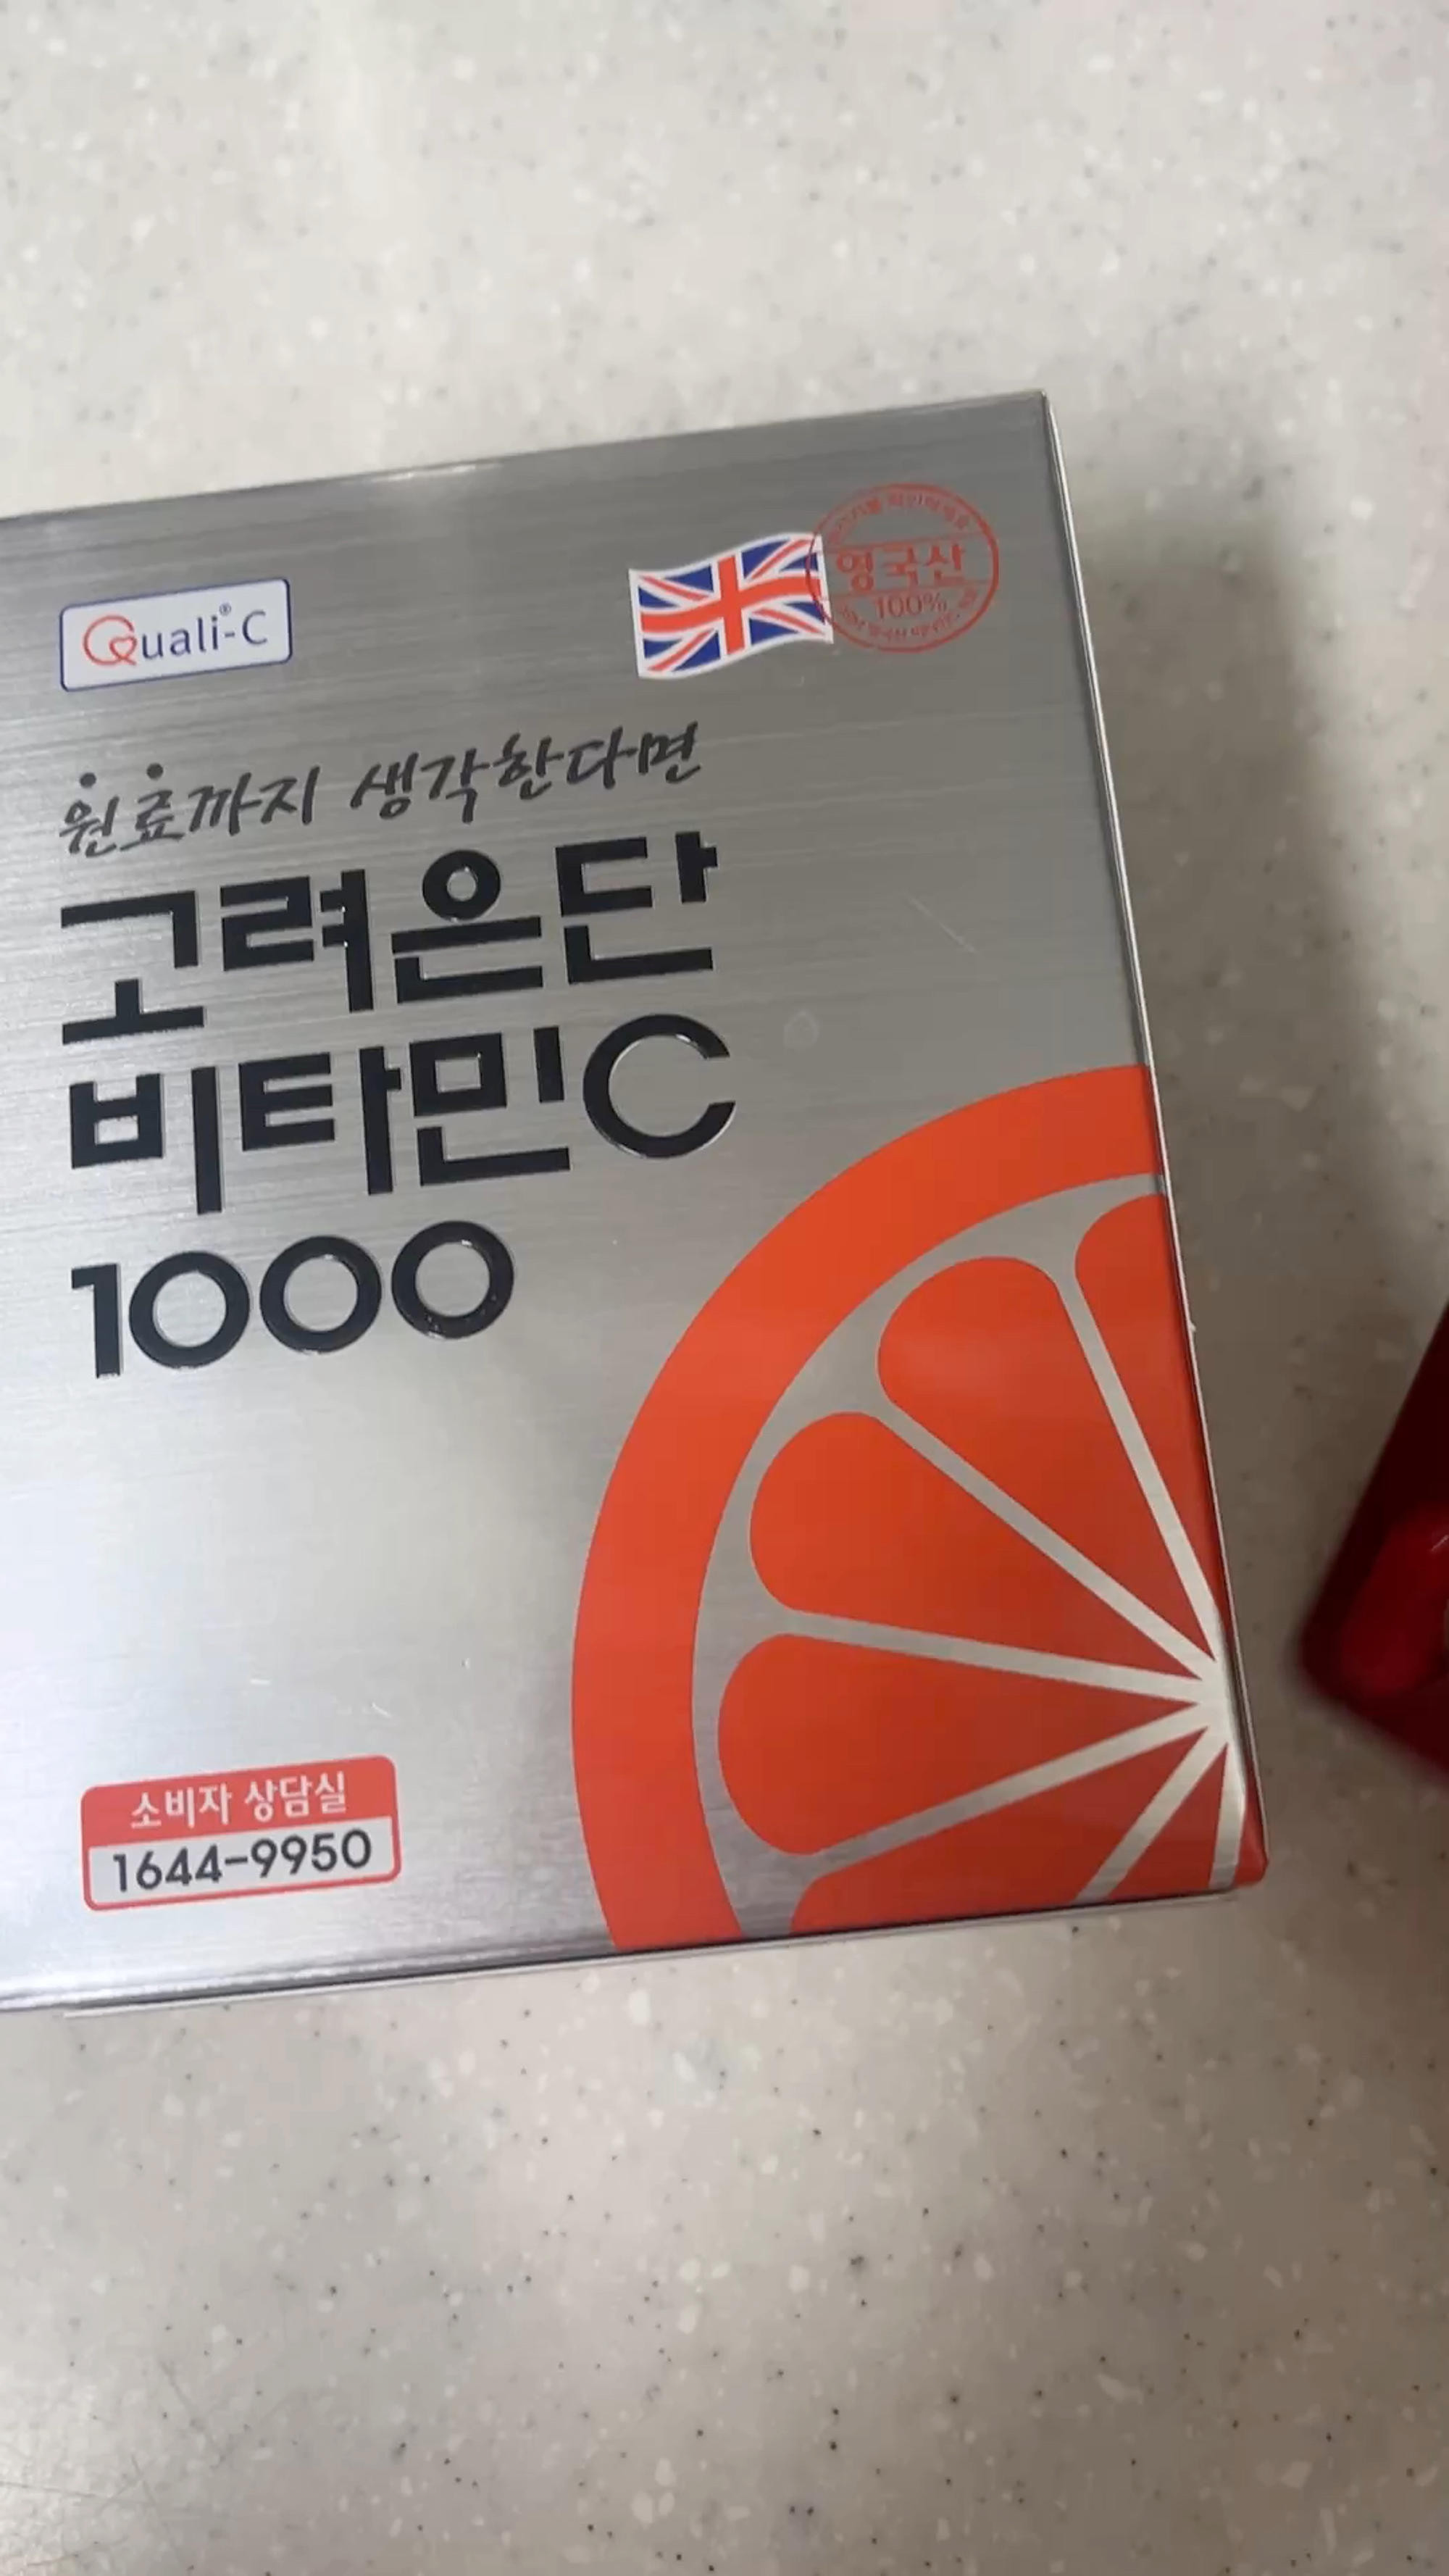 Quali®-C
영국산
100%
원료까지 생각한다면
고려은단
비타민C
1000
소비자 상담실
1644-9950